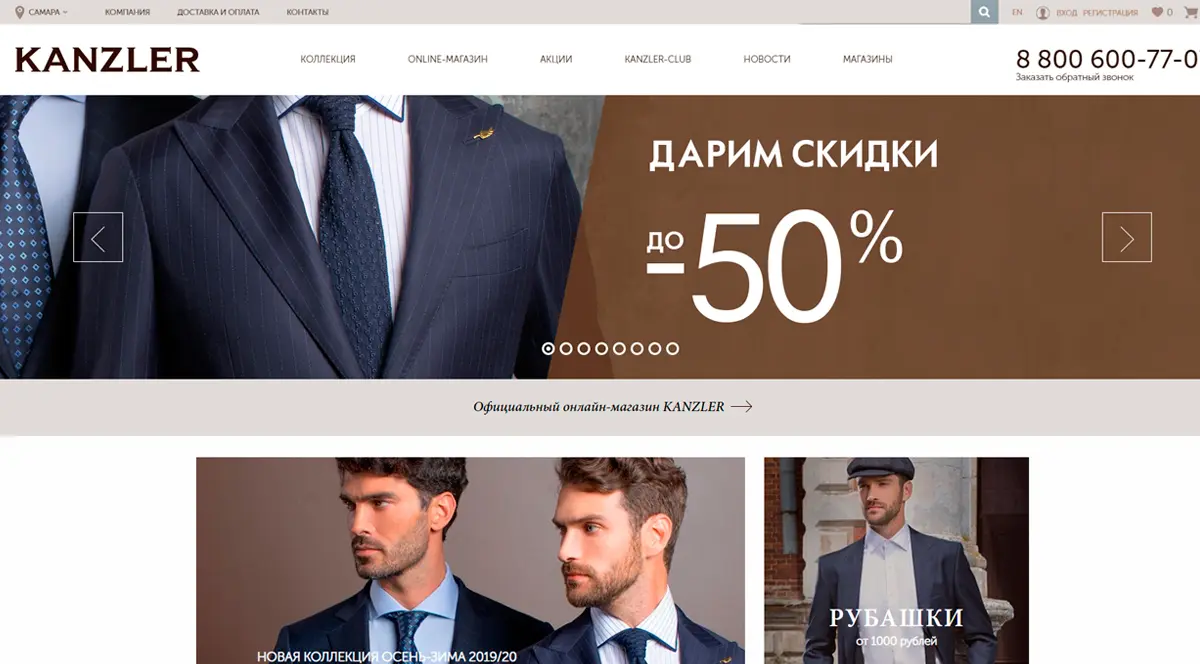 САМАРА
КОМПАНИЯ
ДОСТАВКА И ОПЛАТА
КОНТАКТЫ
EN
ВХОД
РЕГИСТРАЦИЯ
0
KANZLER
КОЛЛЕКЦИЯ
ONLINE-МАГАЗИН
АКЦИИ
KANZLER-CLUB
НОВОСТИ
МАГАЗИНЫ
8 800 600-77-0
Заказать обратный звонок
ДАРИМ СКИДКИ
ДО
-50%
Официальный онлайн-магазин KANZLER
НОВАЯ КОЛЛЕКЦИЯ ОСЕНЬ-ЗИМА 2019/20
РУБАШКИ
от 1000 рублей